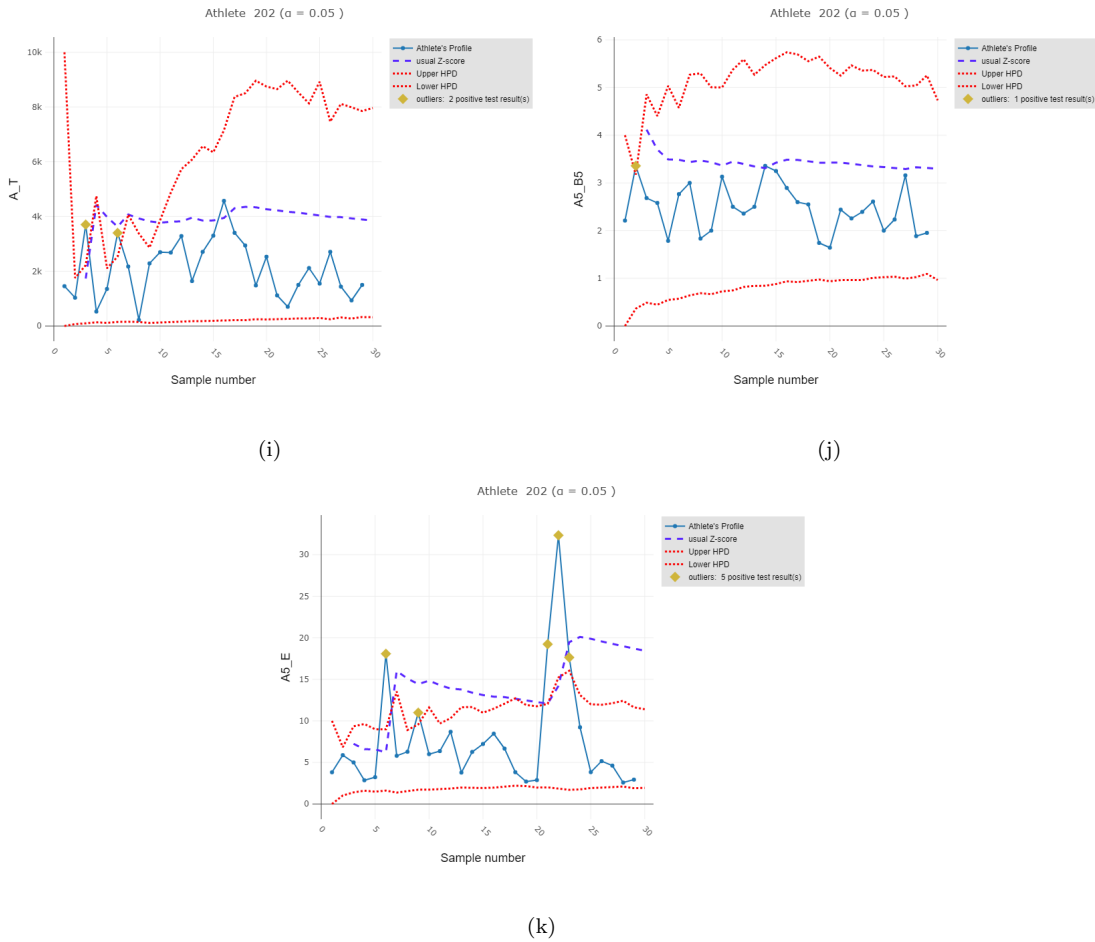 Athlete 202 (α = 0.05 )
10k
8k
6k
4k
2k
0
A_T
0
5
10
15
20
25
30
Sample number
Athlete's Profile
usual Z-score
Upper HPD
Lower HPD
outliers: 2 positive test result(s)
(i)
Athlete 202 (α = 0.05 )
6
5
4
3
2
1
0
A5_B5
0
5
10
15
20
25
30
Sample number
Athlete's Profile
usual Z-score
Upper HPD
Lower HPD
outliers: 1 positive test result(s)
(j)
Athlete 202 (α = 0.05 )
30
25
20
15
10
5
0
A5_E
0
5
10
15
20
25
30
Sample number
Athlete's Profile
usual Z-score
Upper HPD
Lower HPD
outliers: 5 positive test result(s)
(k)